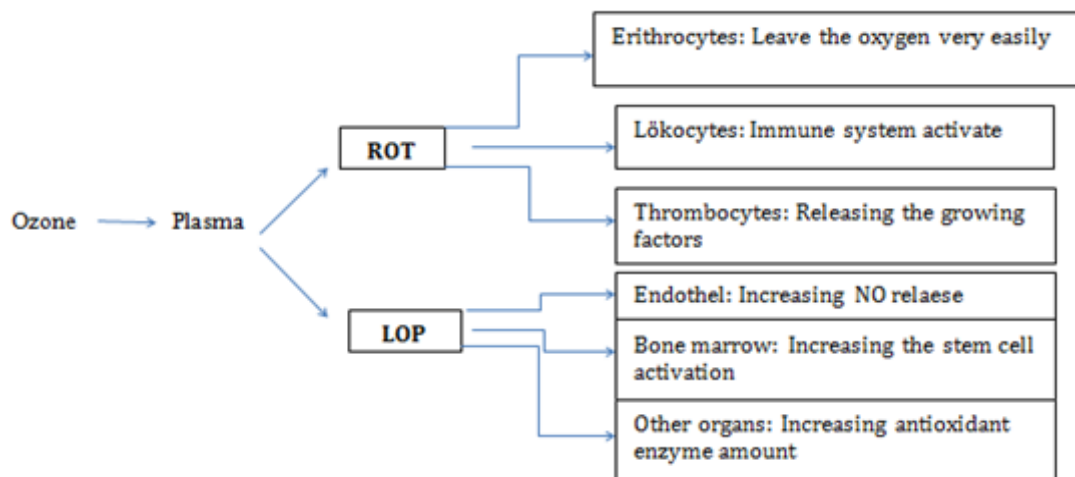 Erithrocytes: Leave the oxygen very easily
Lökocytes: Immune system activate
ROT
Thrombocytes: Releasing the growing
factors
Ozone
Plasma
Endothel: Increasing NO relaese
LOP
Bone marrow: Increasing the stem cell
activation
Other organs: Increasing antioxidant
enzyme amount